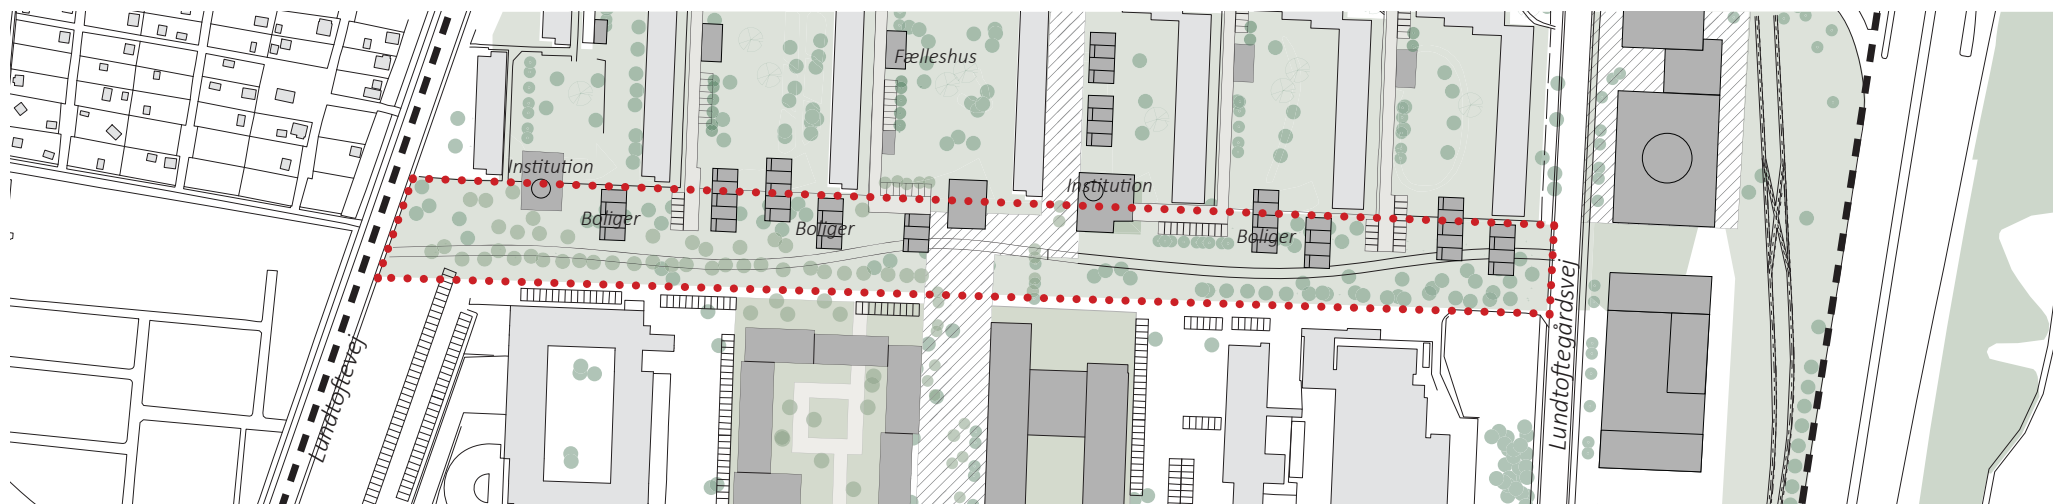 Fælleshus
Institution
Institution
Boliger
Boliger
Boliger
Lundtoftevej
Lundtoftegårdsvej